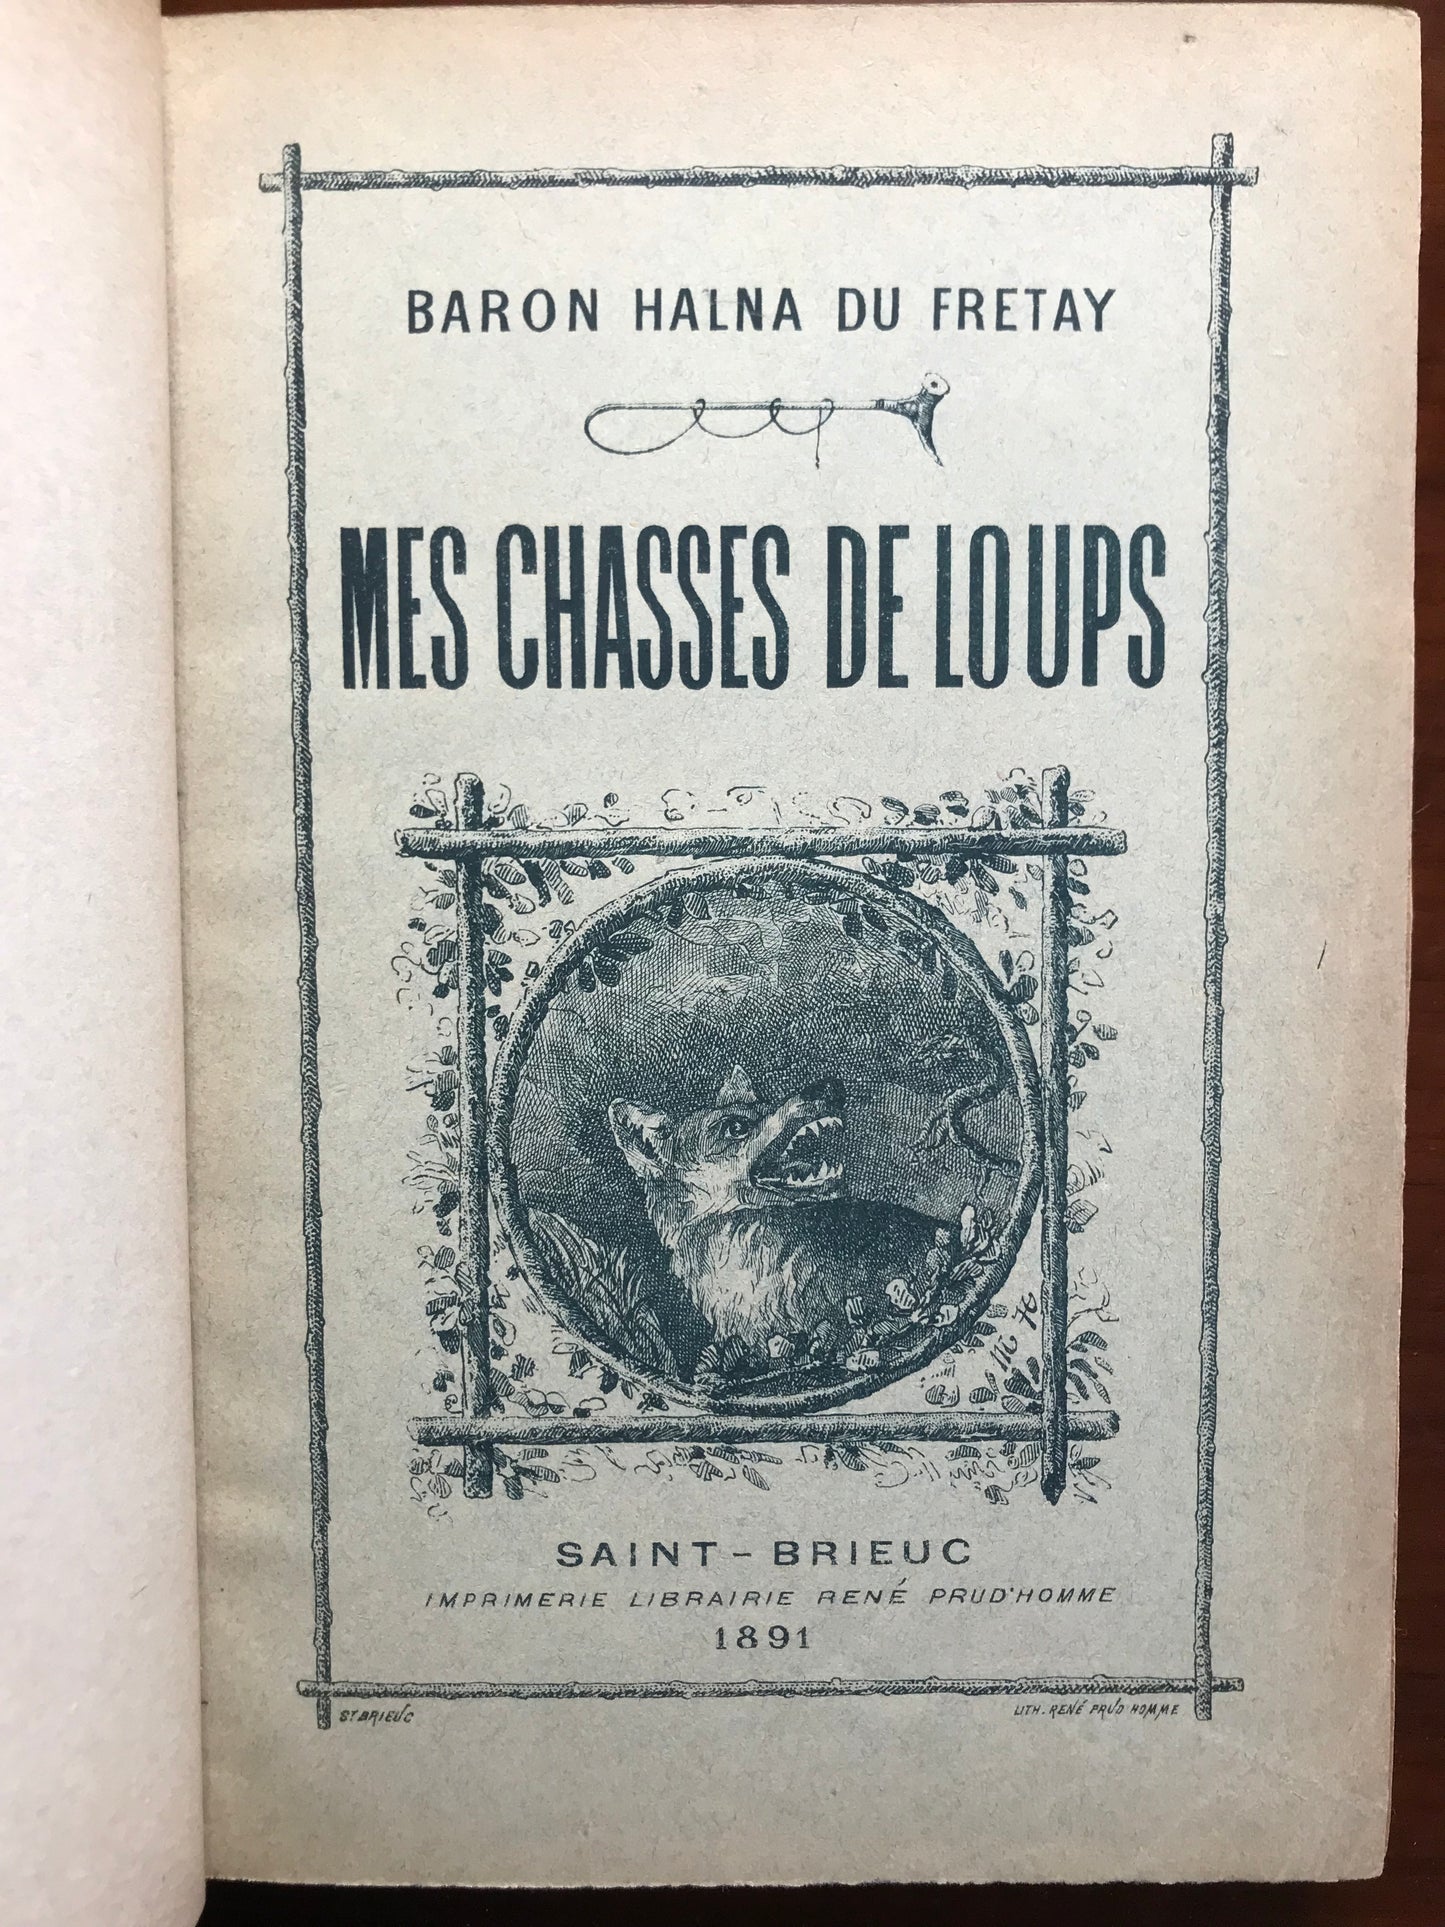 BARON HALNA DU FRETAY
MES CHASSES DE LOUPS
SAINT-BRIEUC
IMPRIMERIE LIBRAIRIE RENÉ PRUD'HOMME
1891
ST BRIEUC
LITH. RENÉ PRUD'HOMME